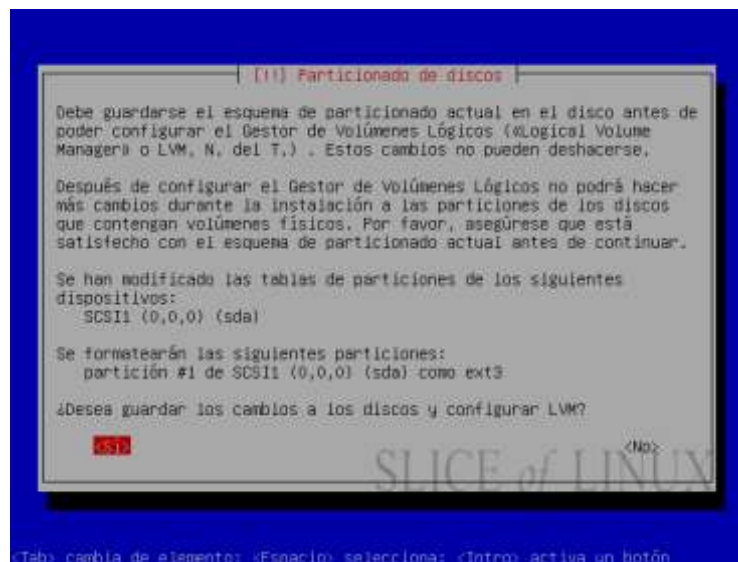 [!!] Particionado de discos
Debe guardarse el esquema de particionado actual en el disco antes de
poder configurar el Gestor de Volúmenes Lógicos («Logical Volume
Manager» o LVM, N. del T.) . Estos cambios no pueden deshacerse.
Después de configurar el Gestor de Volúmenes Lógicos no podrá hacer
más cambios durante la instalación a las particiones de los discos
que contengan volúmenes físicos. Por favor, asegúrese que está
satisfecho con el esquema de particionado actual antes de continuar.
Se han modificado las tablas de particiones de los siguientes
dispositivos:
SCSI1 (0,0,0) (sda)
Se formatearán las siguientes particiones:
partición #1 de SCSI1 (0,0,0) (sda) como ext3
¿Desea guardar los cambios a los discos y configurar LVM?
<Sí> <No>
SLICE of LINUX
<Tab> cambia de elemento; <Espacio> selecciona; <Intro> activa un botón